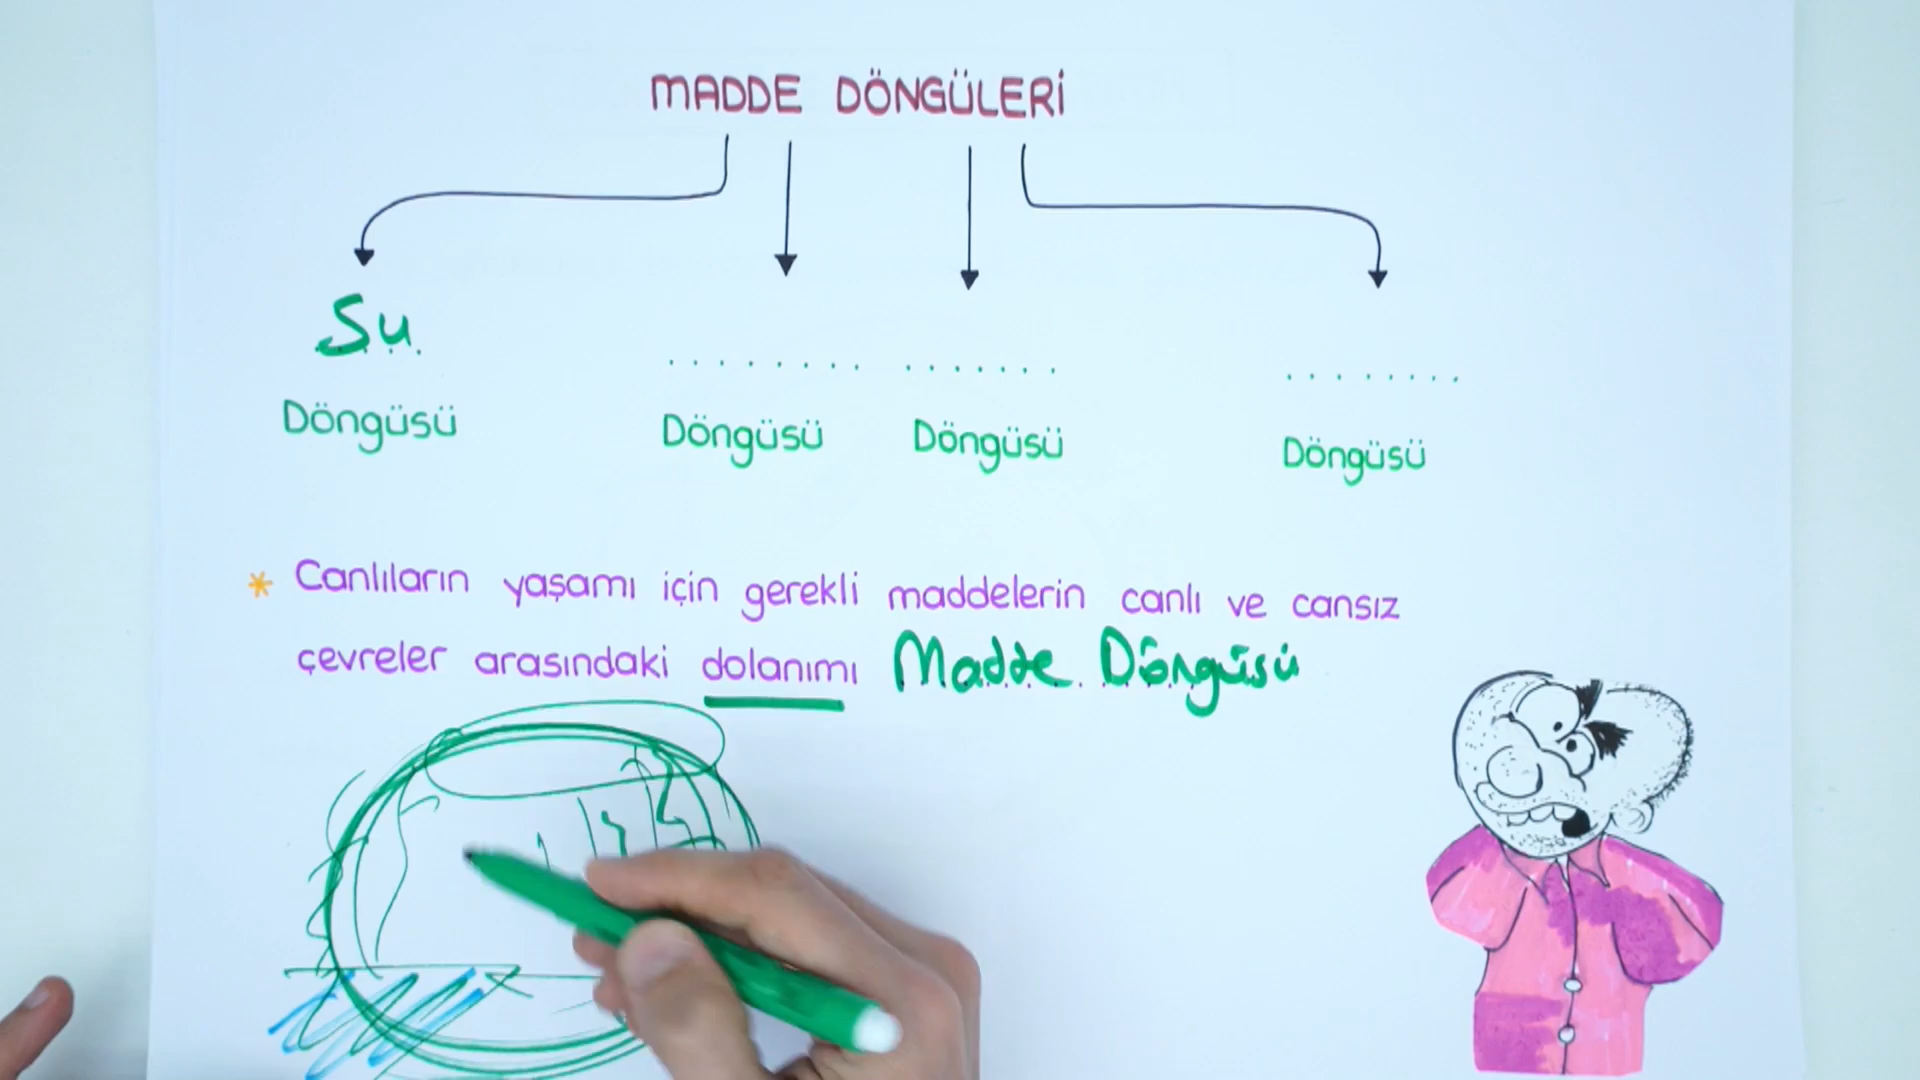 MADDE DÖNGÜLERİ
Su
Döngüsü
........ Döngüsü
....... Döngüsü
....... Döngüsü
* Canlıların yaşamı için gerekli maddelerin canlı ve cansız
çevreler arasındaki dolanımı Madde Döngüsü